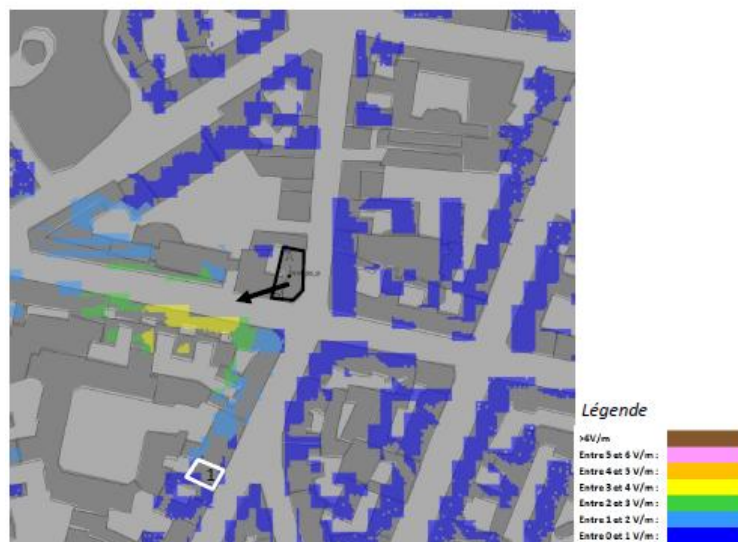 1
Légende
>6V/m
Entre 5 et 6 V/m :
Entre 4 et 5 V/m :
Entre 3 et 4 V/m :
Entre 2 et 3 V/m :
Entre 1 et 2 V/m :
Entre 0 et 1 V/m :